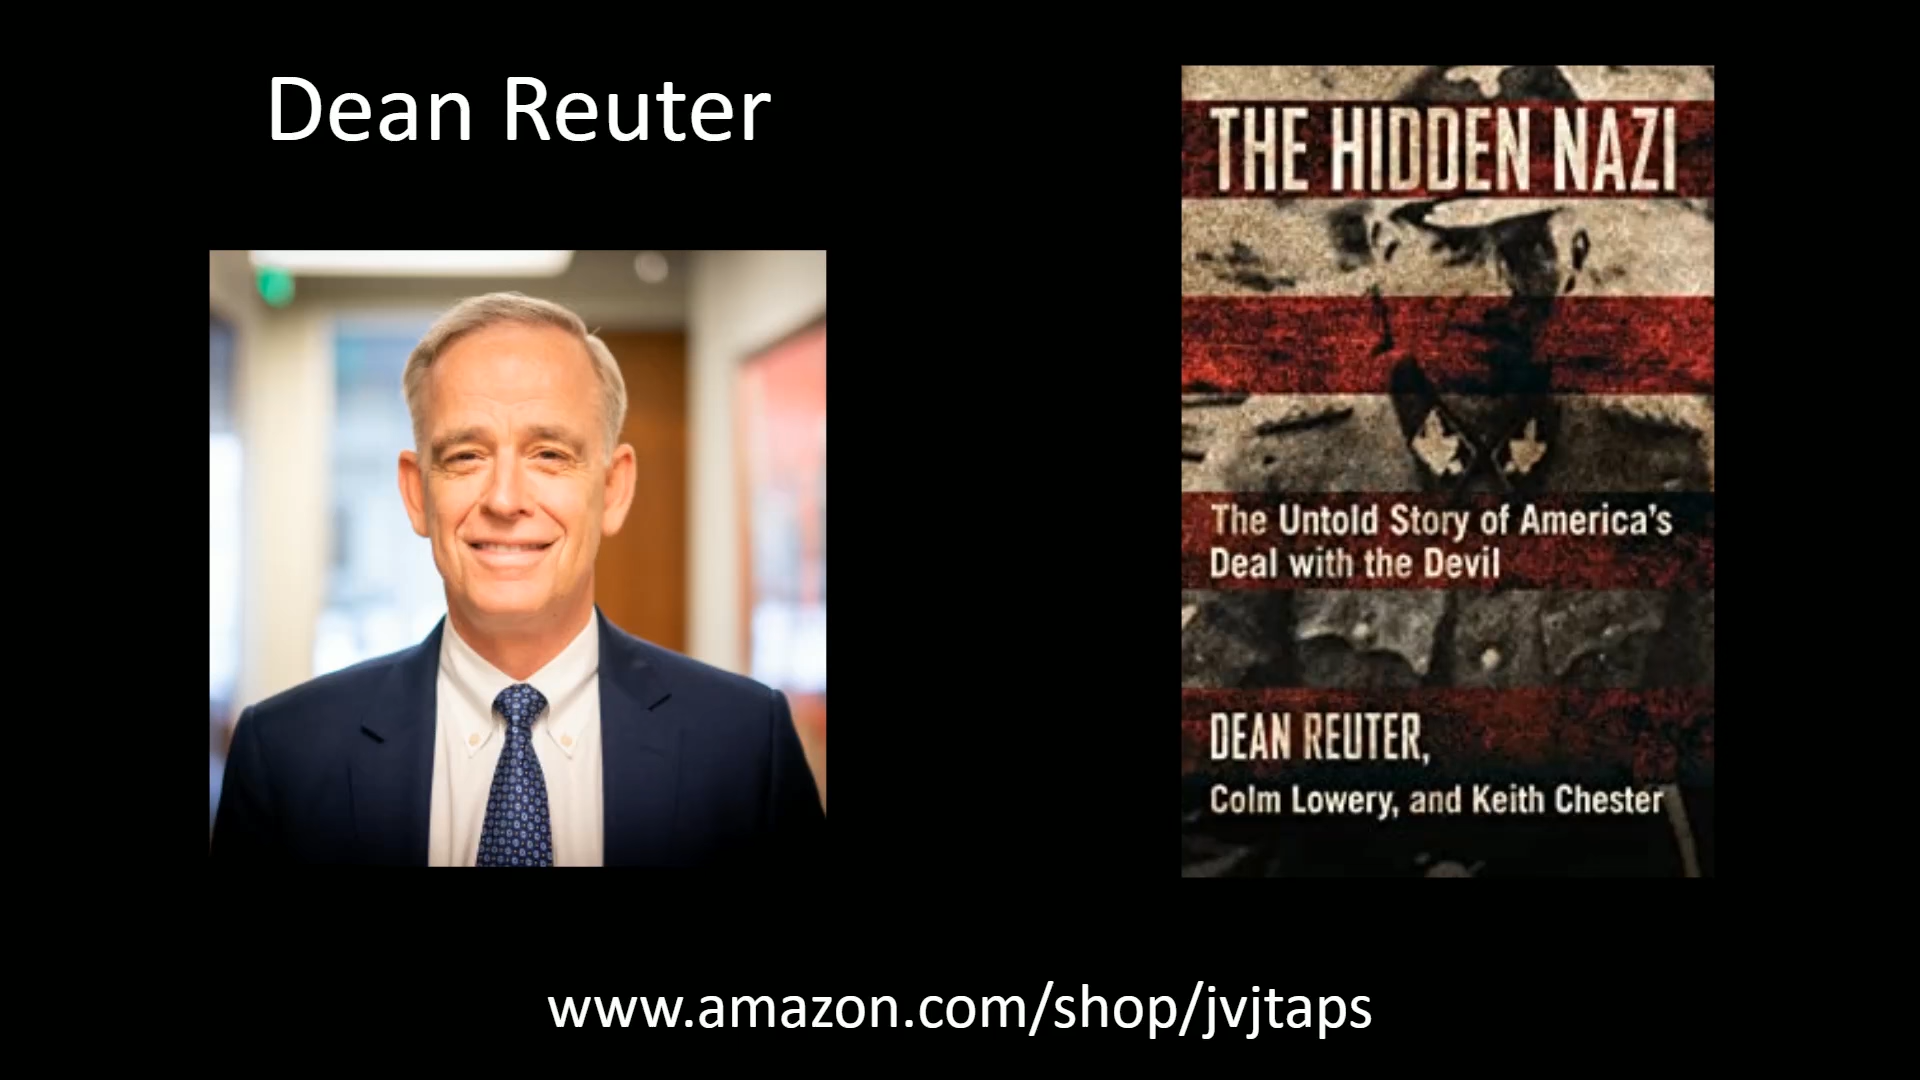 Dean Reuter
THE HIDDEN NAZI
The Untold Story of America's
Deal with the Devil
DEAN REUTER,
Colm Lowery, and Keith Chester
www.amazon.com/shop/jvjtaps